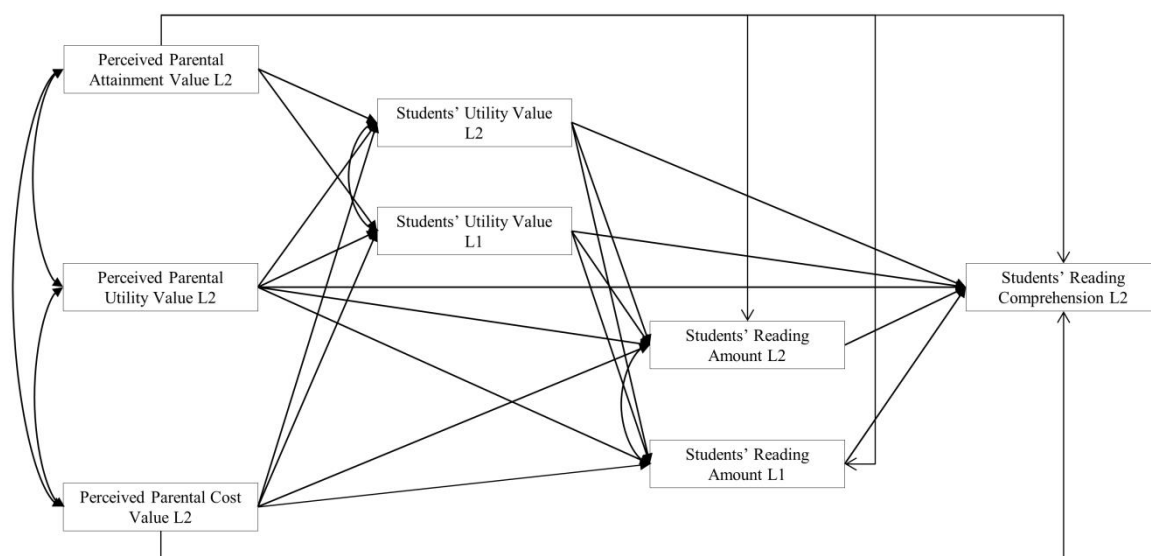 Perceived Parental
Attainment Value L2
Students’ Utility Value
L2
Students’ Utility Value
L1
Perceived Parental
Utility Value L2
Students’ Reading
Comprehension L2
Students’ Reading
Amount L2
Students’ Reading
Amount L1
Perceived Parental Cost
Value L2